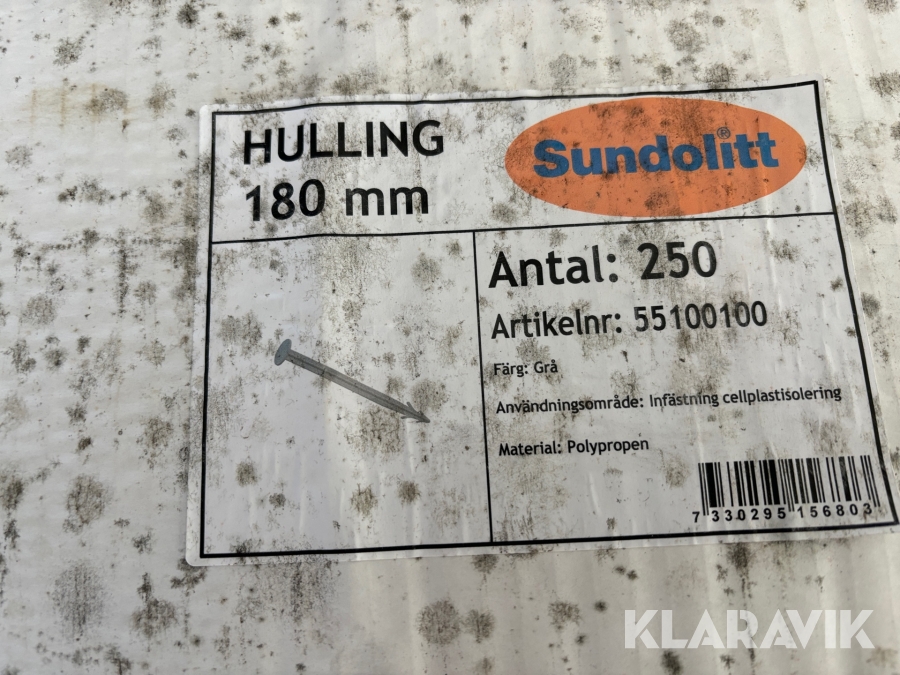 HULLING
180 mm
Sundolitt®
Antal: 250
Artikelnr: 55100100
Färg: Grå
Användningsområde: Infästning cellplastisolering
Material: Polypropen
7 330295 156803
KLARAVIK